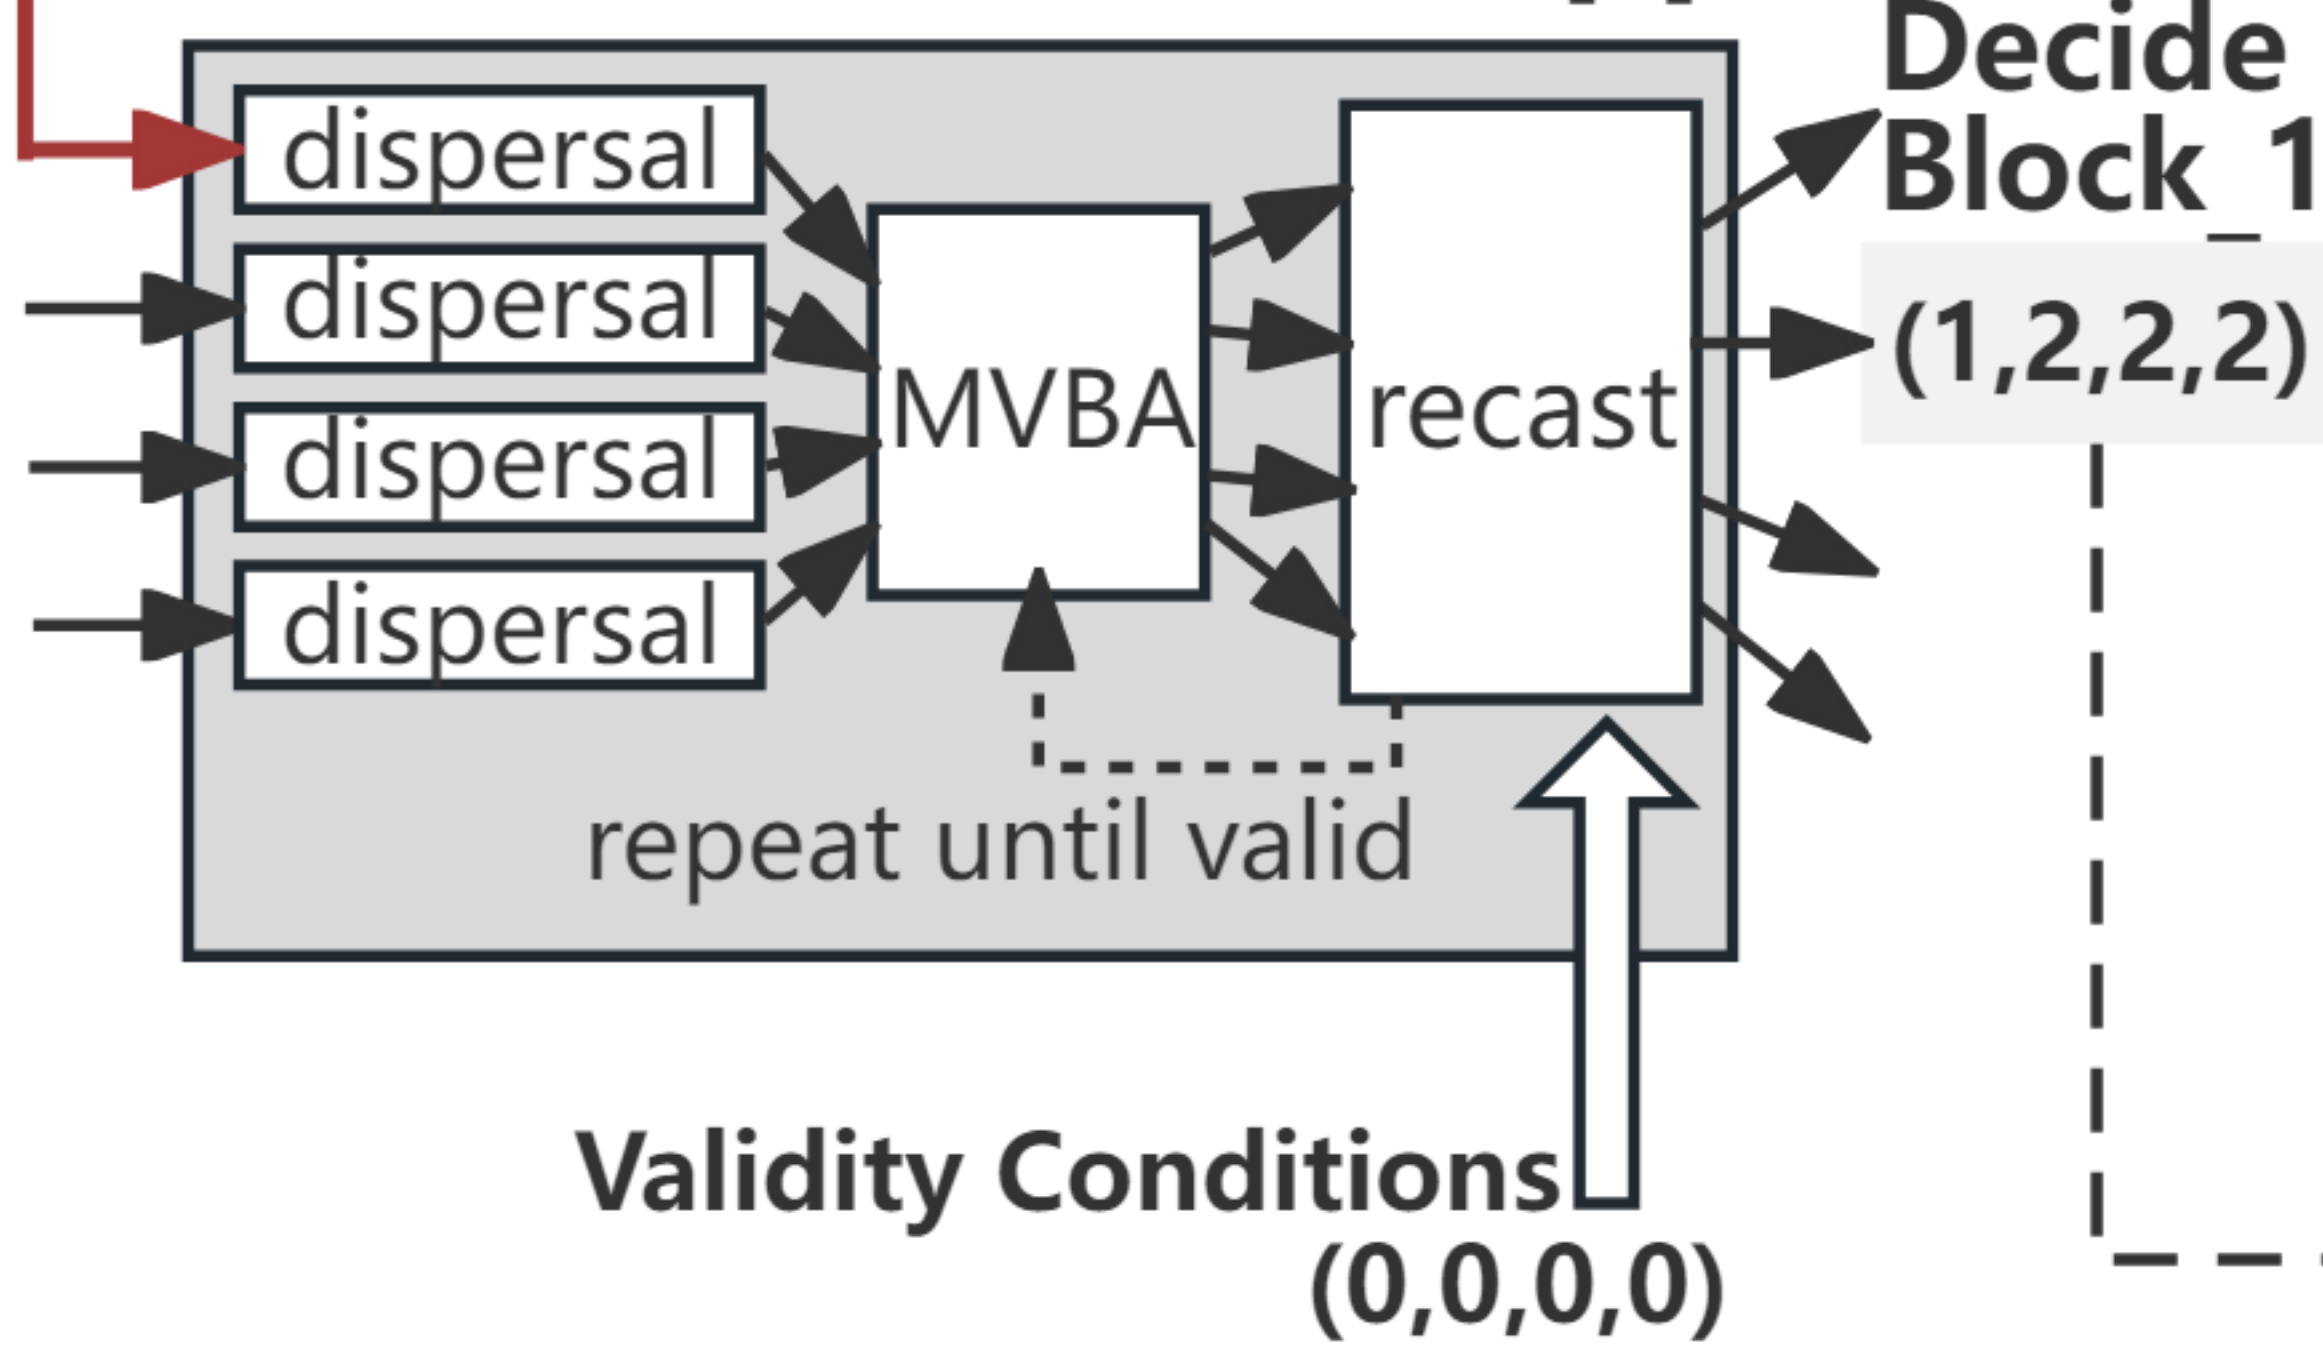 dispersal
dispersal
dispersal
dispersal
MVBA
recast
repeat until valid
Decide
Block_1
(1,2,2,2)
Validity Conditions
(0,0,0,0)